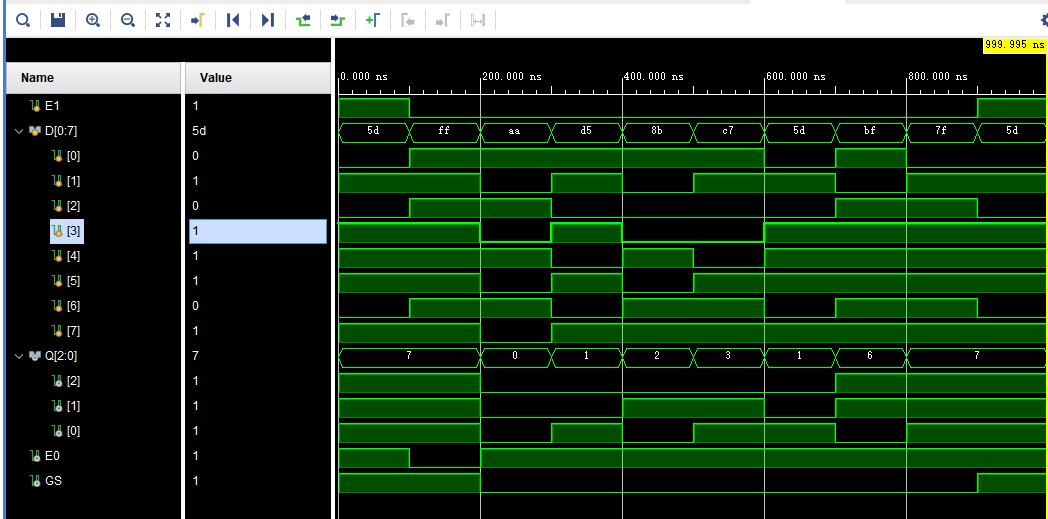 999.995 ns
Name Value
0.000 ns 200.000 ns 400.000 ns 600.000 ns 800.000 ns
E1 1
D[0:7] 5d 5d ff aa d5 8b c7 5d bf 7f 5d
[0] 0
[1] 1
[2] 0
[3] 1
[4] 1
[5] 1
[6] 0
[7] 1
Q[2:0] 7 7 0 1 2 3 1 6 7
[2] 1
[1] 1
[0] 1
E0 1
GS 1